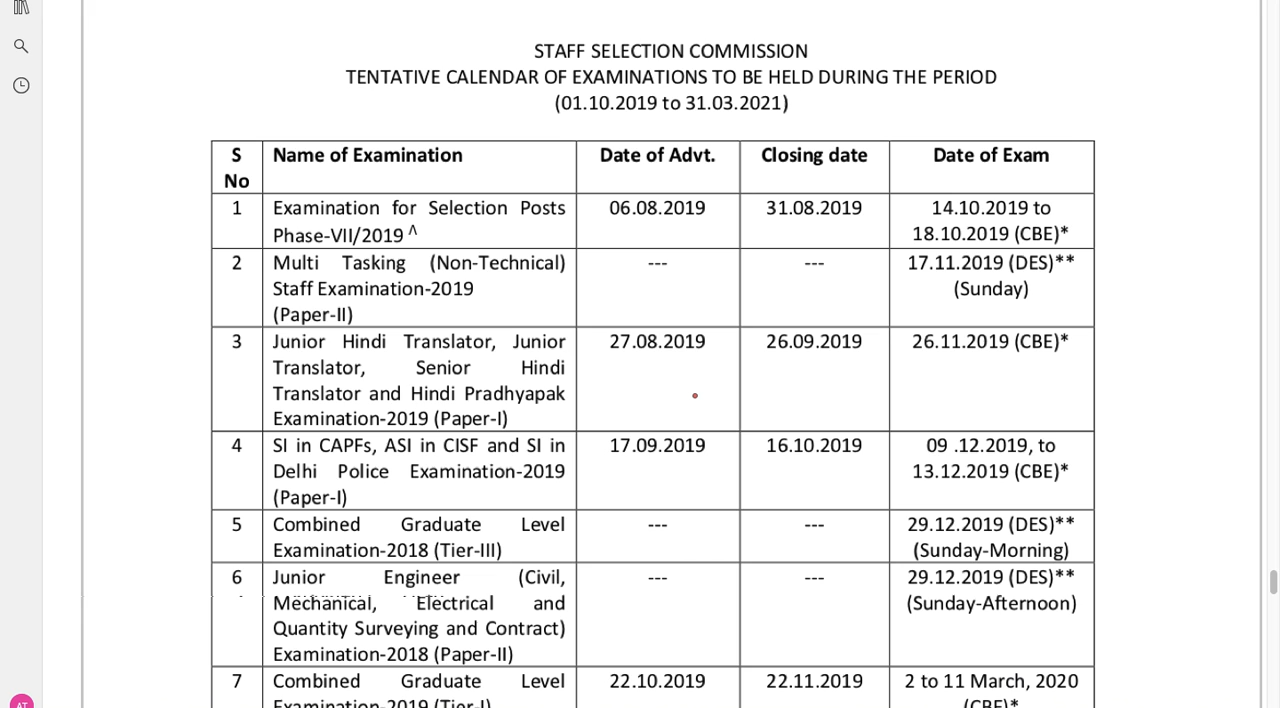 STAFF SELECTION COMMISSION
TENTATIVE CALENDAR OF EXAMINATIONS TO BE HELD DURING THE PERIOD
(01.10.2019 to 31.03.2021)
S No Name of Examination Date of Advt. Closing date Date of Exam
1 Examination for Selection Posts 06.08.2019 31.08.2019 14.10.2019 to
Phase-VII/2019 ^ 18.10.2019 (CBE)*
2 Multi Tasking (Non-Technical) --- --- 17.11.2019 (DES)**
Staff Examination-2019 (Sunday)
(Paper-II)
3 Junior Hindi Translator, Junior 27.08.2019 26.09.2019 26.11.2019 (CBE)*
Translator, Senior Hindi
Translator and Hindi Pradhyapak
Examination-2019 (Paper-I)
4 SI in CAPFs, ASI in CISF and SI in 17.09.2019 16.10.2019 09 .12.2019, to
Delhi Police Examination-2019 13.12.2019 (CBE)*
(Paper-I)
5 Combined Graduate Level --- --- 29.12.2019 (DES)**
Examination-2018 (Tier-III) (Sunday-Morning)
6 Junior Engineer (Civil, --- --- 29.12.2019 (DES)**
Mechanical, Electrical and (Sunday-Afternoon)
Quantity Surveying and Contract)
Examination-2018 (Paper-II)
7 Combined Graduate Level 22.10.2019 22.11.2019 2 to 11 March, 2020
Examination-2019 (Tier-I) (CBE)*
AT